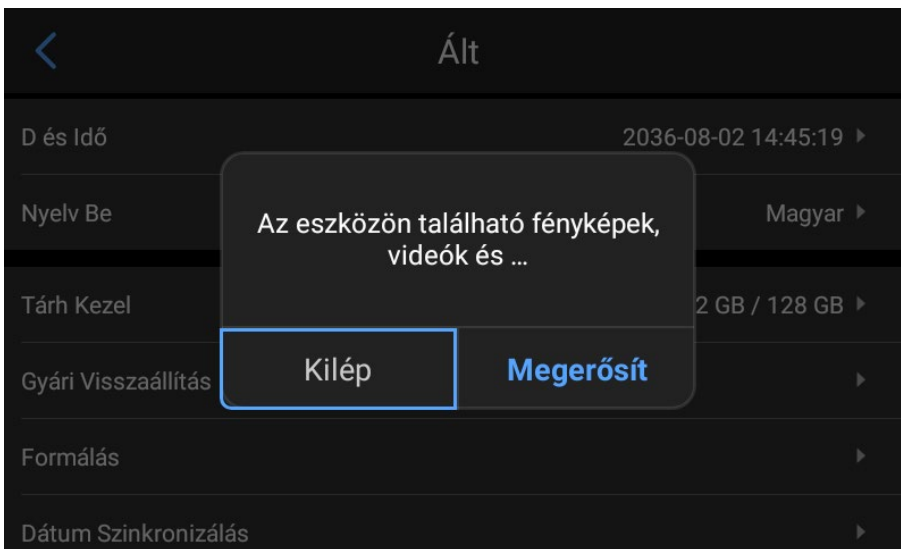 Ált
D és Idő 2036-08-02 14:45:19
Nyelv Be Magyar
Az eszközön található fényképek,
videók és ...
Tárh Kezel 2 GB / 128 GB
Kilép Megerősít
Gyári Visszaállítás
Formálás
Dátum Szinkronizálás